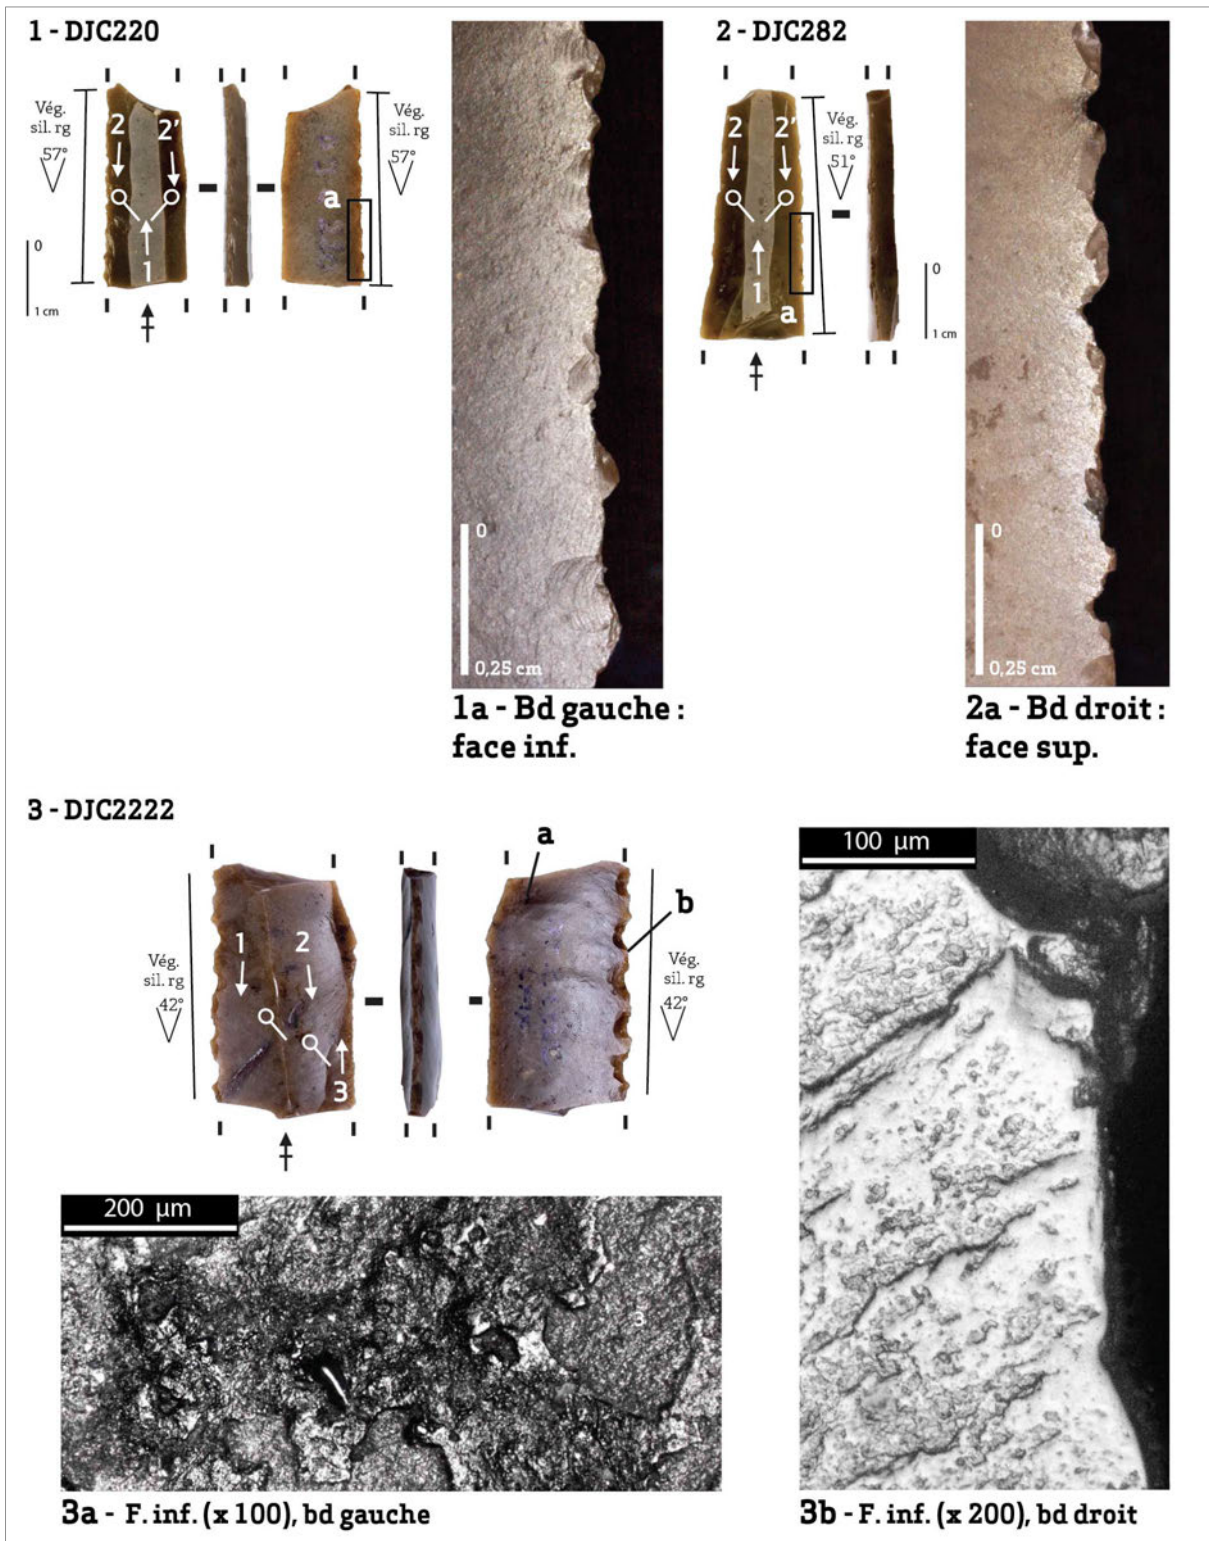 1 - DJC220
Vég.
sil. rg
57°
2
2'
1
a
Vég.
sil. rg
57°
0
1 cm
0
0,25 cm
1a - Bd gauche :
face inf.
2 - DJC282
2
2'
1
a
Vég.
sil. rg
51°
0
1 cm
0
0,25 cm
2a - Bd droit :
face sup.
3 - DJC2222
Vég.
sil. rg
42°
1
2
3
a
b
Vég.
sil. rg
42°
200 µm
3
3a - F. inf. (x 100), bd gauche
100 µm
3b - F. inf. (x 200), bd droit